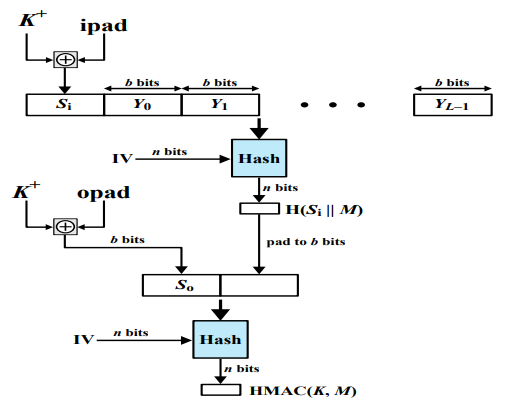 K⁺ ipad
b bits b bits b bits
Sᵢ Y₀ Y₁ • • • Y_L–1
IV n bits Hash
n bits
K⁺ opad H(Sᵢ || M)
b bits pad to b bits
Sₒ
IV n bits Hash
n bits
HMAC(K, M)